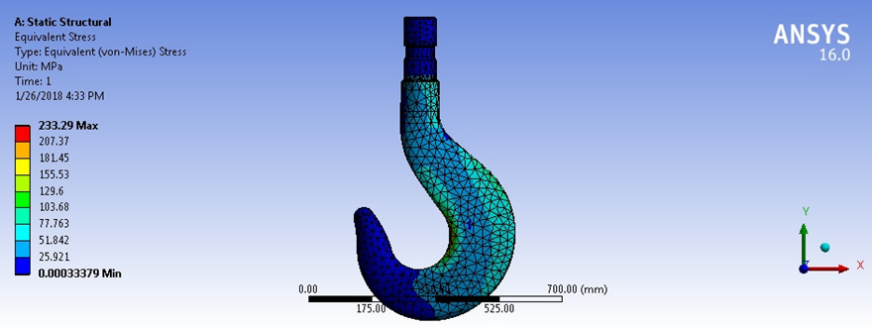 A: Static Structural
Equivalent Stress
Type: Equivalent (von-Mises) Stress
Unit: MPa
Time: 1
1/26/2018 4:33 PM
233.29 Max
207.37
181.45
155.53
129.6
103.68
77.763
51.842
25.921
0.00033379 Min
ANSYS
16.0
Y
X
0.00
700.00 (mm)
175.00
525.00